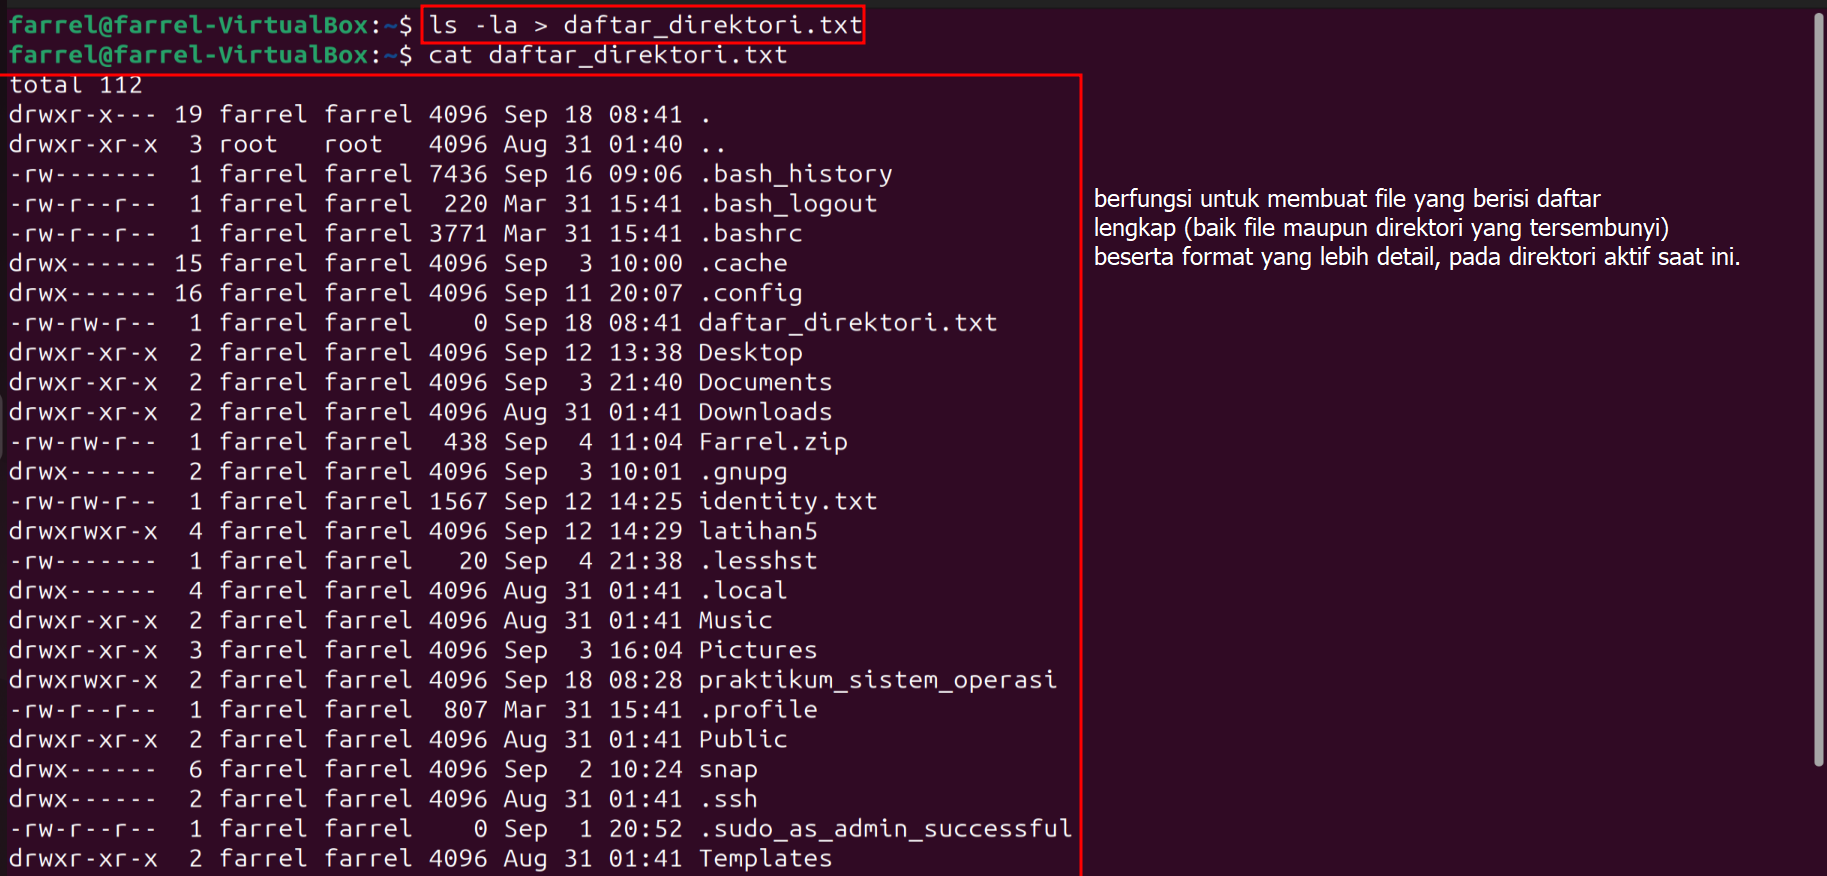 farrel@farrel-VirtualBox:~$ ls -la > daftar_direktori.txt
farrel@farrel-VirtualBox:~$ cat daftar_direktori.txt
total 112
drwxr-x--- 19 farrel farrel 4096 Sep 18 08:41 .
drwxr-xr-x  3 root   root   4096 Aug 31 01:40 ..
-rw-------  1 farrel farrel 7436 Sep 16 09:06 .bash_history
-rw-r--r--  1 farrel farrel  220 Mar 31 15:41 .bash_logout
-rw-r--r--  1 farrel farrel 3771 Mar 31 15:41 .bashrc
drwx------ 15 farrel farrel 4096 Sep  3 10:00 .cache
drwx------ 16 farrel farrel 4096 Sep 11 20:07 .config
-rw-rw-r--  1 farrel farrel    0 Sep 18 08:41 daftar_direktori.txt
drwxr-xr-x  2 farrel farrel 4096 Sep 12 13:38 Desktop
drwxr-xr-x  2 farrel farrel 4096 Sep  3 21:40 Documents
drwxr-xr-x  2 farrel farrel 4096 Aug 31 01:41 Downloads
-rw-rw-r--  1 farrel farrel  438 Sep  4 11:04 Farrel.zip
drwx------  2 farrel farrel 4096 Sep  3 10:01 .gnupg
-rw-rw-r--  1 farrel farrel 1567 Sep 12 14:25 identity.txt
drwxrwxr-x  4 farrel farrel 4096 Sep 12 14:29 latihan5
-rw-------  1 farrel farrel   20 Sep  4 21:38 .lesshst
drwx------  4 farrel farrel 4096 Aug 31 01:41 .local
drwxr-xr-x  2 farrel farrel 4096 Aug 31 01:41 Music
drwxr-xr-x  3 farrel farrel 4096 Sep  3 16:04 Pictures
drwxrwxr-x  2 farrel farrel 4096 Sep 18 08:28 praktikum_sistem_operasi
-rw-r--r--  1 farrel farrel  807 Mar 31 15:41 .profile
drwxr-xr-x  2 farrel farrel 4096 Aug 31 01:41 Public
drwx------  6 farrel farrel 4096 Sep  2 10:24 snap
drwx------  2 farrel farrel 4096 Aug 31 01:41 .ssh
-rw-r--r--  1 farrel farrel    0 Sep  1 20:52 .sudo_as_admin_successful
drwxr-xr-x  2 farrel farrel 4096 Aug 31 01:41 Templates
berfungsi untuk membuat file yang berisi daftar
lengkap (baik file maupun direktori yang tersembunyi)
beserta format yang lebih detail, pada direktori aktif saat ini.